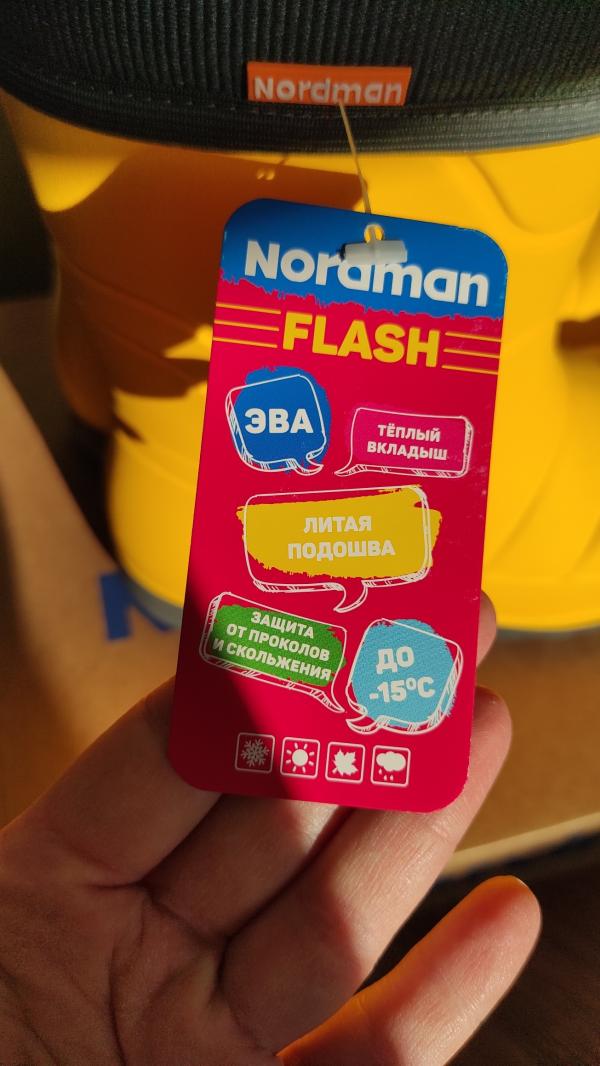 Nordman
Nordman
FLASH
ЭВА
ТЁПЛЫЙ
ВКЛАДЫШ
ЛИТАЯ
ПОДОШВА
ЗАЩИТА
ОТ ПРОКОЛОВ
И СКОЛЬЖЕНИЯ
ДО
-15°С